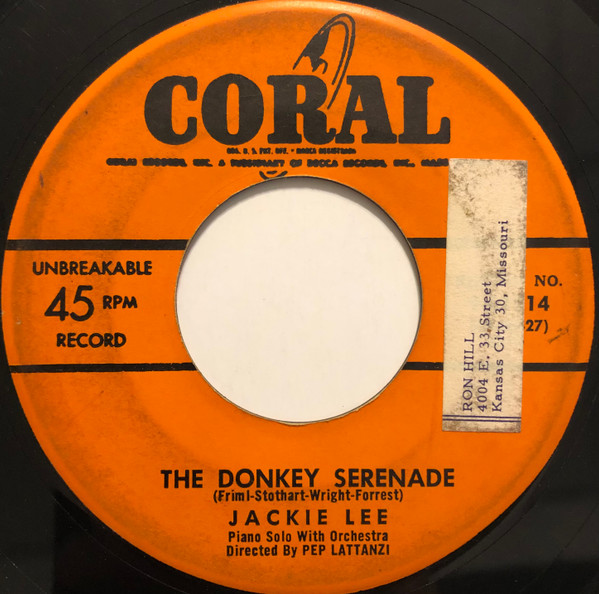 CORAL
REG. U. S. PAT. OFF. - MARCA REGISTRADA
CORAL RECORDS, INC. A SUBSIDIARY OF DECCA RECORDS, INC.,
UNBREAKABLE
45 RPM
RECORD
NO.
14
27)
RON HILL
4004 E. 33 Street
Kansas City 30, Missouri
THE DONKEY SERENADE
(Friml-Stothart-Wright-Forrest)
JACKIE LEE
Piano Solo With Orchestra
Directed By PEP LATTANZI